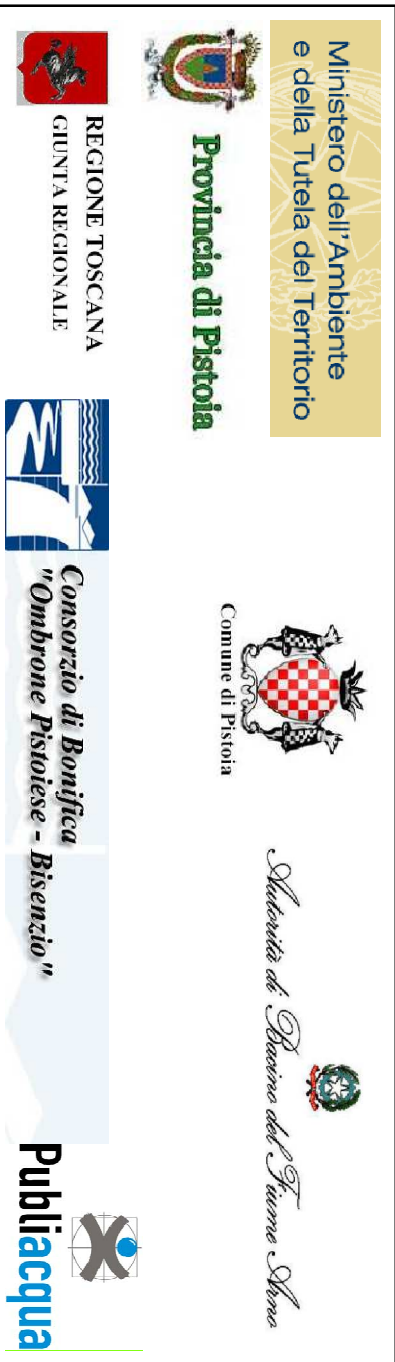 Ministero dell'Ambiente
e della Tutela del Territorio
Comune di Pistoia
Autorità di Bacino del Fiume Arno
Provincia di Pistoia
REGIONE TOSCANA
GIUNTA REGIONALE
Consorzio di Bonifica
"Ombrone Pistoiese - Bisenzio"
Publiacqua